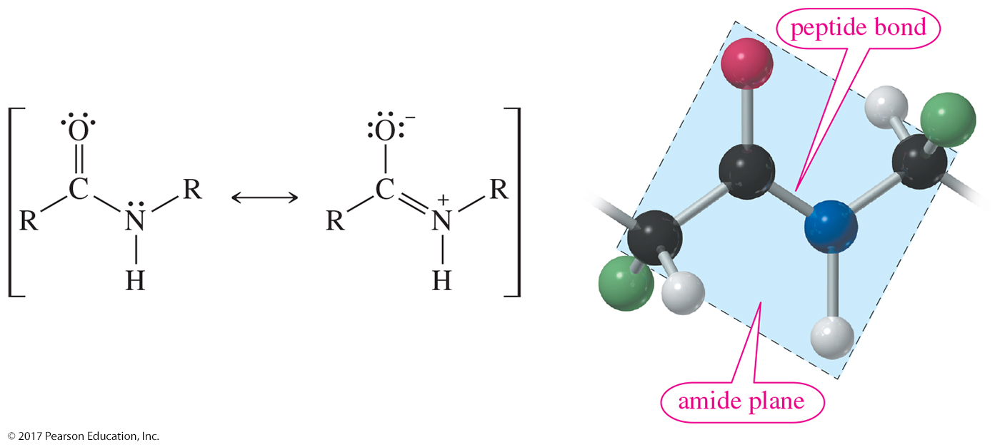 peptide bond
O
O
−
C
N
R
R
H
C
N
+
R
R
H
amide plane
© 2017 Pearson Education, Inc.